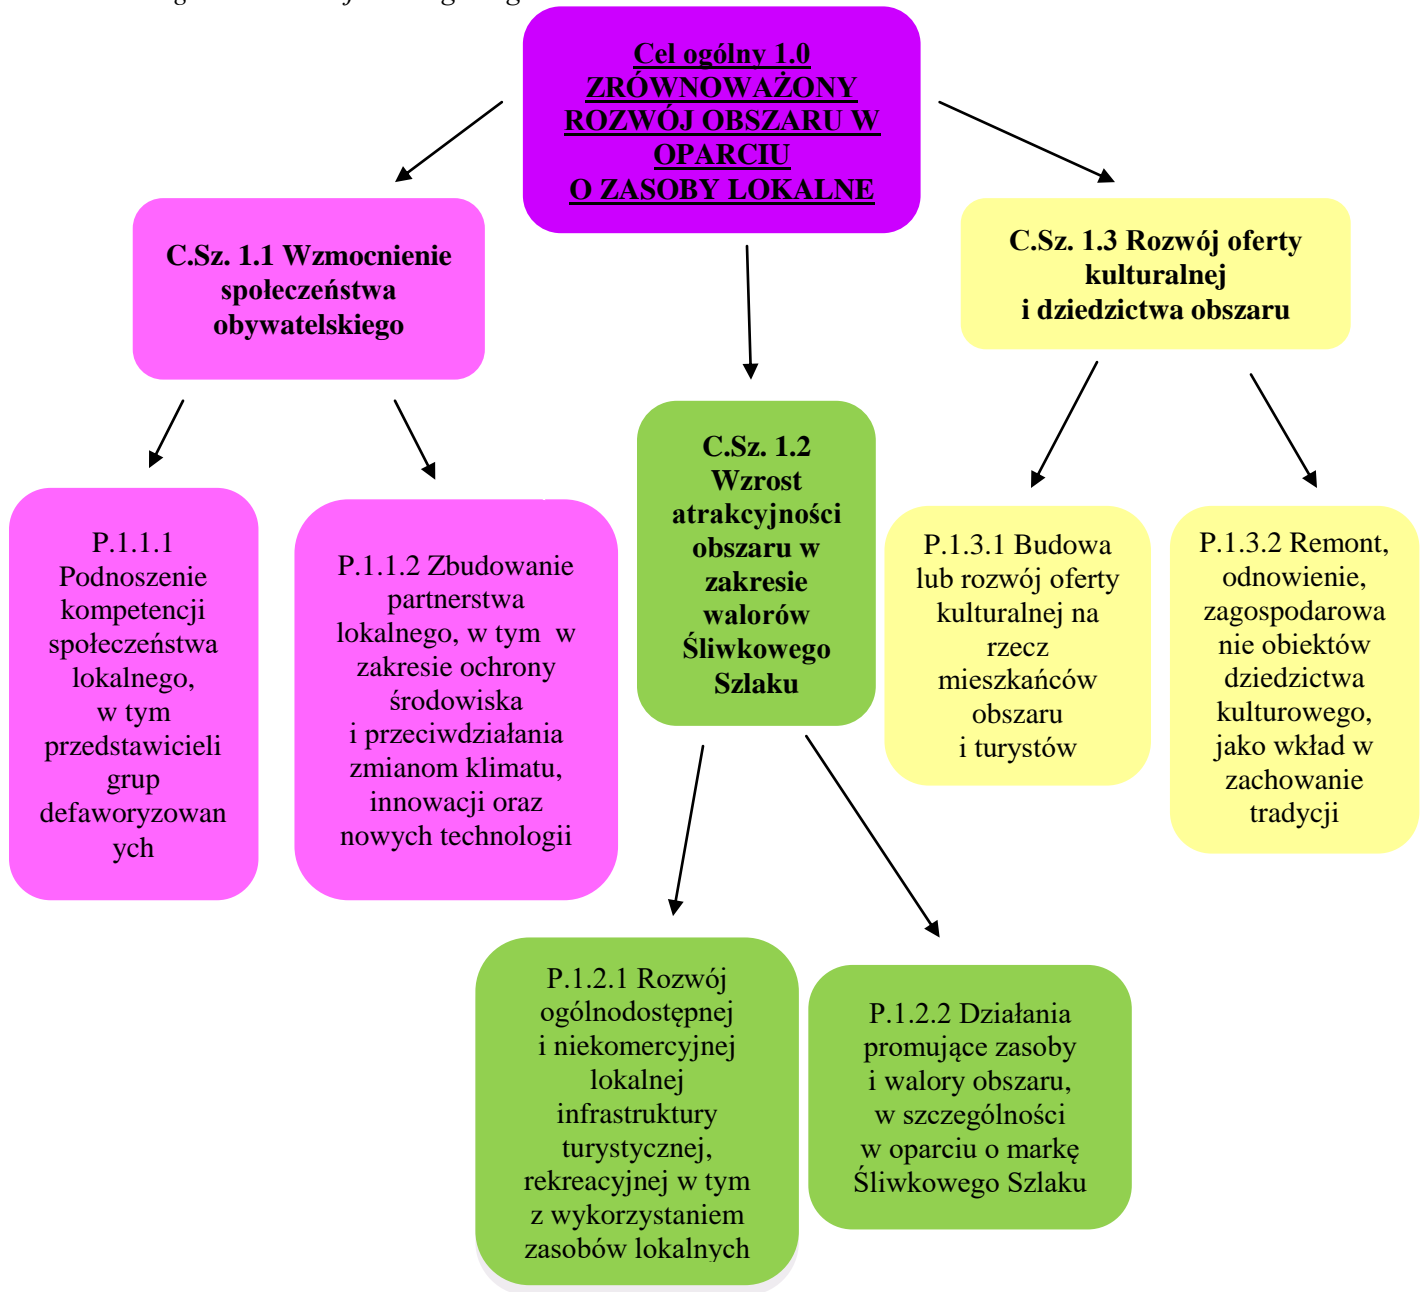 Cel ogólny 1.0
ZRÓWNOWAŻONY
ROZWÓJ OBSZARU W
OPARCIU
O ZASOBY LOKALNE
C.Sz. 1.1 Wzmocnienie
społeczeństwa
obywatelskiego
C.Sz. 1.3 Rozwój oferty
kulturalnej
i dziedzictwa obszaru
C.Sz. 1.2
Wzrost
atrakcyjności
obszaru w
zakresie
walorów
Śliwkowego
Szlaku
P.1.1.1
Podnoszenie
kompetencji
społeczeństwa
lokalnego,
w tym
przedstawicieli
grup
defaworyzowan
ych
P.1.1.2 Zbudowanie
partnerstwa
lokalnego, w tym w
zakresie ochrony
środowiska
i przeciwdziałania
zmianom klimatu,
innowacji oraz
nowych technologii
P.1.3.1 Budowa
lub rozwój oferty
kulturalnej na
rzecz
mieszkańców
obszaru
i turystów
P.1.3.2 Remont,
odnowienie,
zagospodarowa
nie obiektów
dziedzictwa
kulturowego,
jako wkład w
zachowanie
tradycji
P.1.2.1 Rozwój
ogólnodostępnej
i niekomercyjnej
lokalnej
infrastruktury
turystycznej,
rekreacyjnej w tym
z wykorzystaniem
zasobów lokalnych
P.1.2.2 Działania
promujące zasoby
i walory obszaru,
w szczególności
w oparciu o markę
Śliwkowego Szlaku